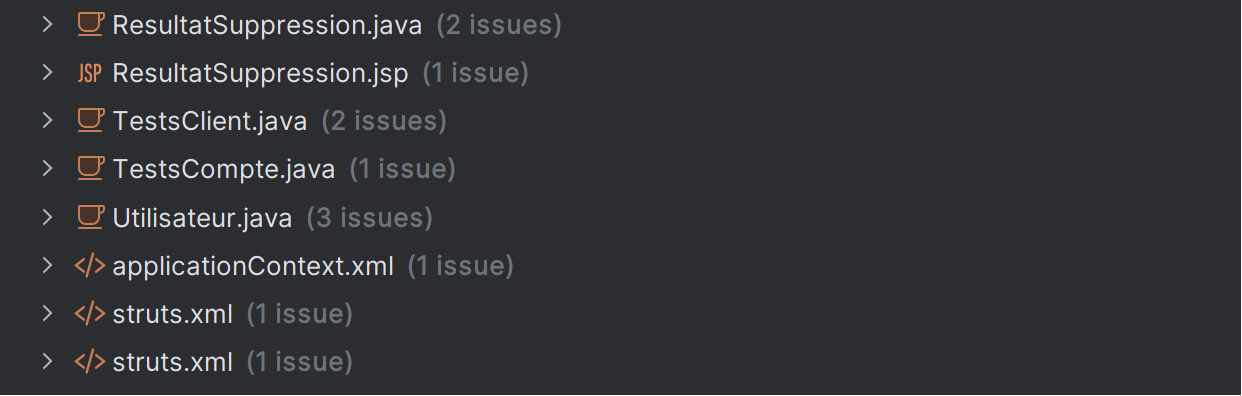 ResultatSuppression.java (2 issues)
JSP ResultatSuppression.jsp (1 issue)
TestsClient.java (2 issues)
TestsCompte.java (1 issue)
Utilisateur.java (3 issues)
</> applicationContext.xml (1 issue)
</> struts.xml (1 issue)
</> struts.xml (1 issue)